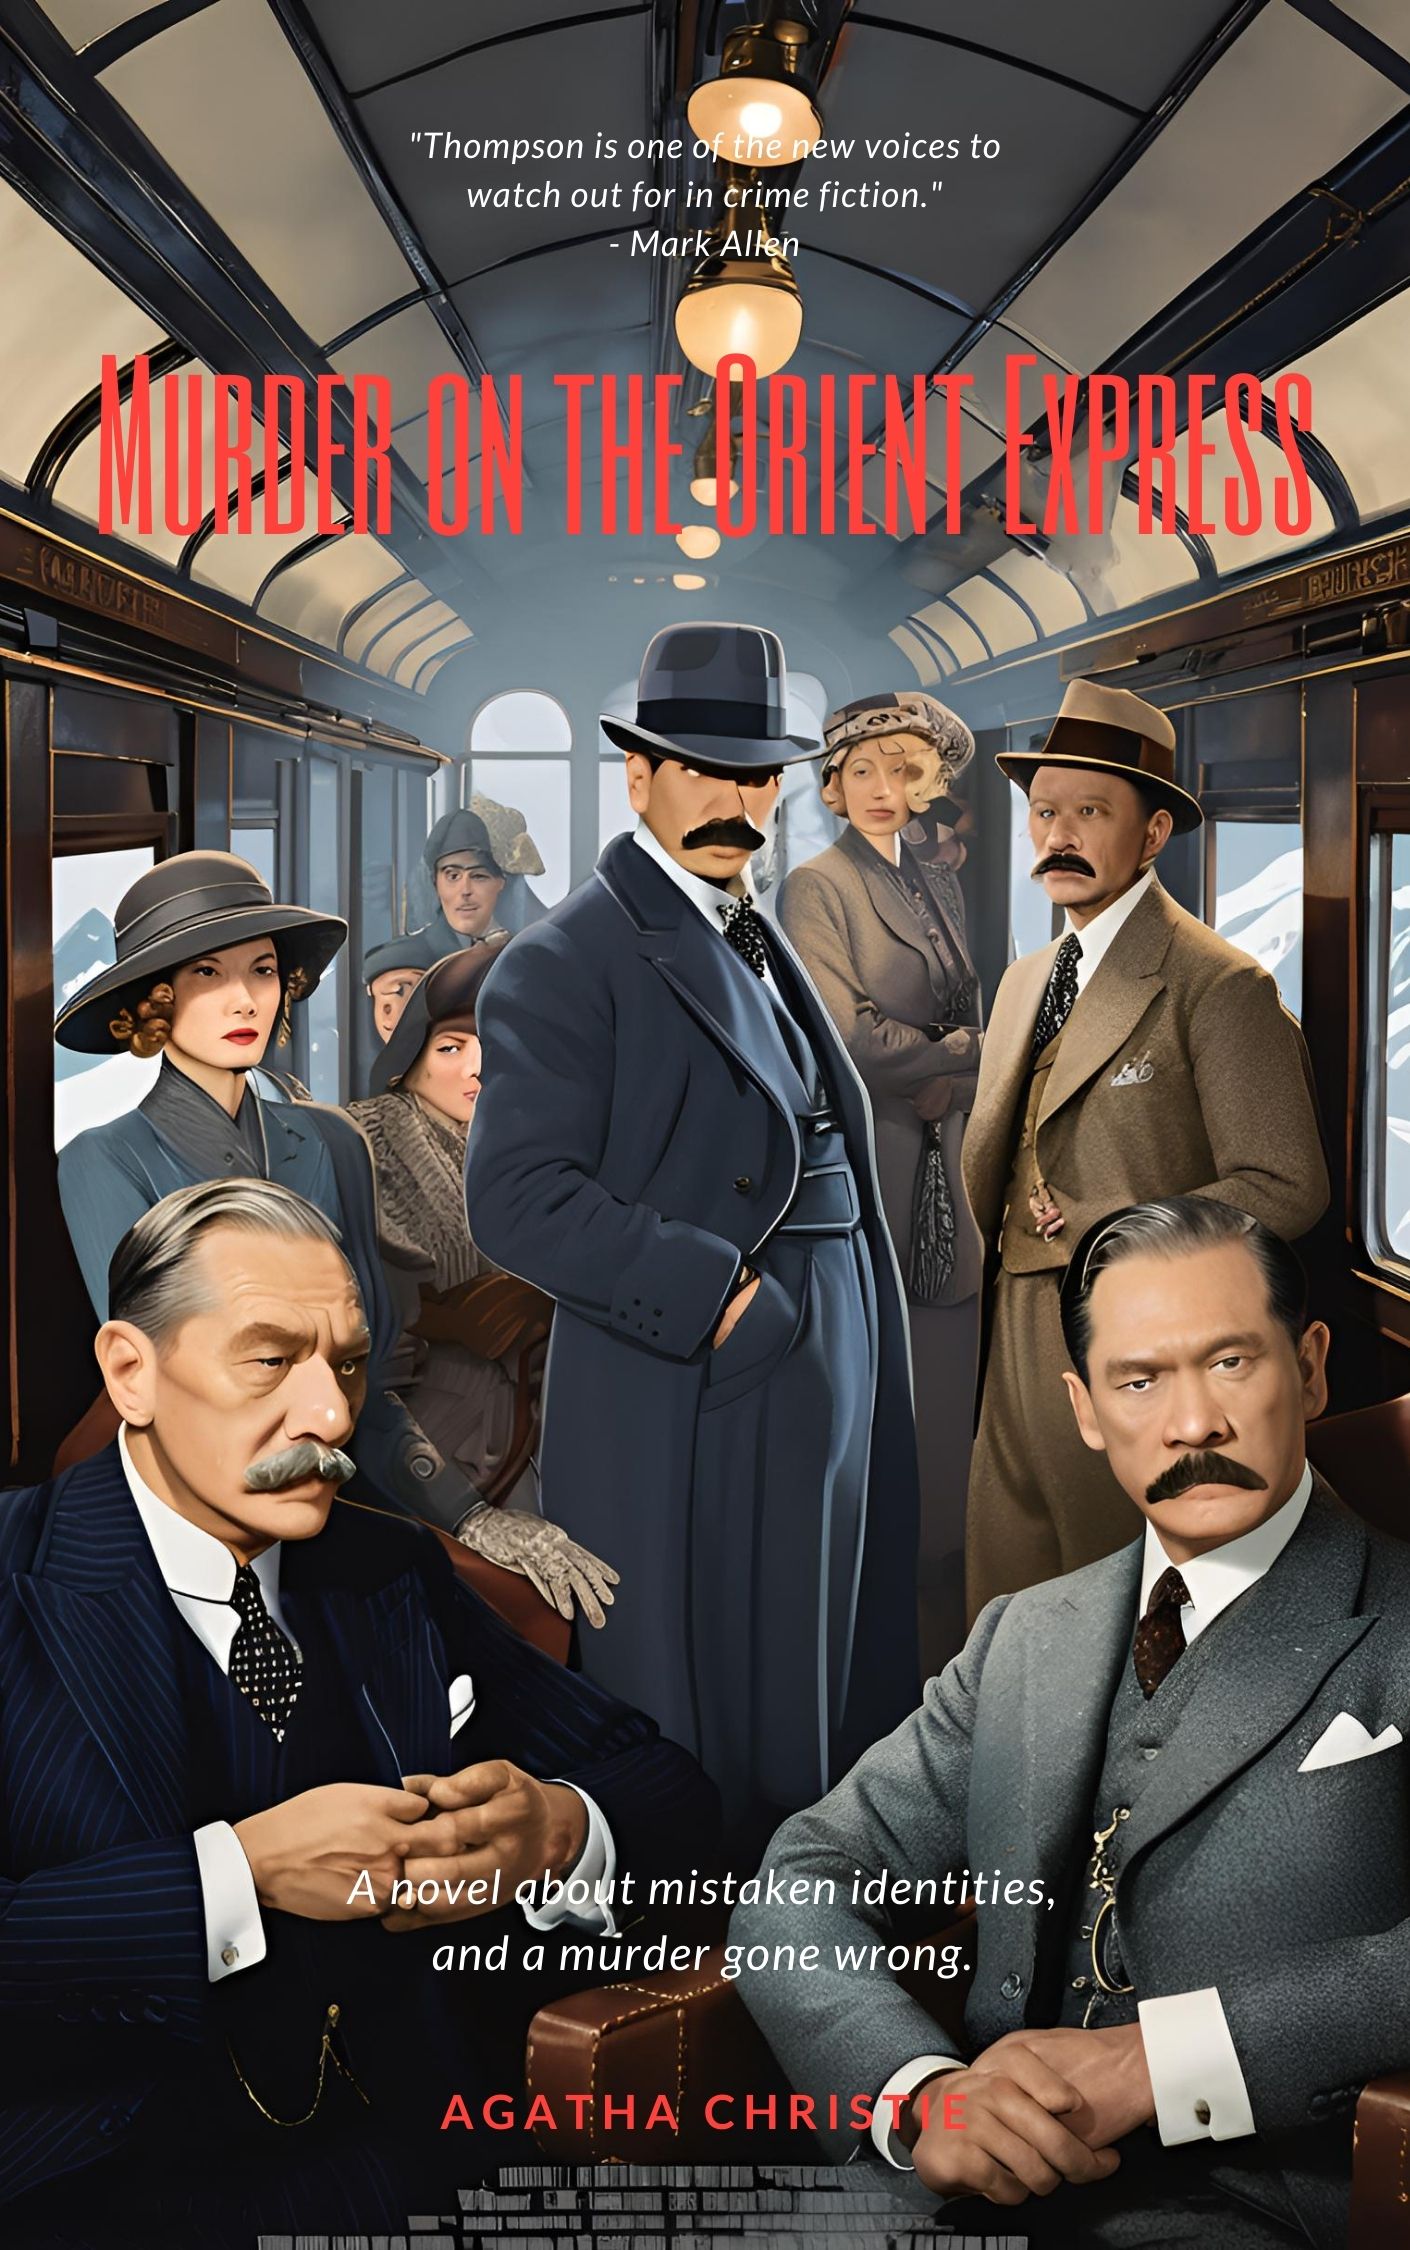 "Thompson is one of the new voices to
watch out for in crime fiction."
- Mark Allen
MURDER ON THE ORIENT EXPRESS
A novel about mistaken identities,
and a murder gone wrong.
AGATHA CHRISTIE